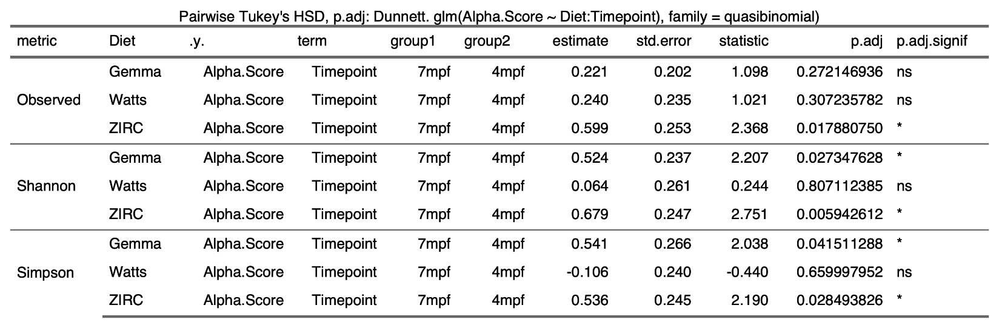 Pairwise Tukey's HSD, p.adj: Dunnett. glm(Alpha.Score ~ Diet:Timepoint), family = quasibinomial)
metric Diet .y. term group1 group2 estimate std.error statistic p.adj p.adj.signif
Gemma Alpha.Score Timepoint 7mpf 4mpf 0.221 0.202 1.098 0.272146936 ns
Observed Watts Alpha.Score Timepoint 7mpf 4mpf 0.240 0.235 1.021 0.307235782 ns
ZIRC Alpha.Score Timepoint 7mpf 4mpf 0.599 0.253 2.368 0.017880750 *
Gemma Alpha.Score Timepoint 7mpf 4mpf 0.524 0.237 2.207 0.027347628 *
Shannon Watts Alpha.Score Timepoint 7mpf 4mpf 0.064 0.261 0.244 0.807112385 ns
ZIRC Alpha.Score Timepoint 7mpf 4mpf 0.679 0.247 2.751 0.005942612 *
Gemma Alpha.Score Timepoint 7mpf 4mpf 0.541 0.266 2.038 0.041511288 *
Simpson Watts Alpha.Score Timepoint 7mpf 4mpf -0.106 0.240 -0.440 0.659997952 ns
ZIRC Alpha.Score Timepoint 7mpf 4mpf 0.536 0.245 2.190 0.028493826 *